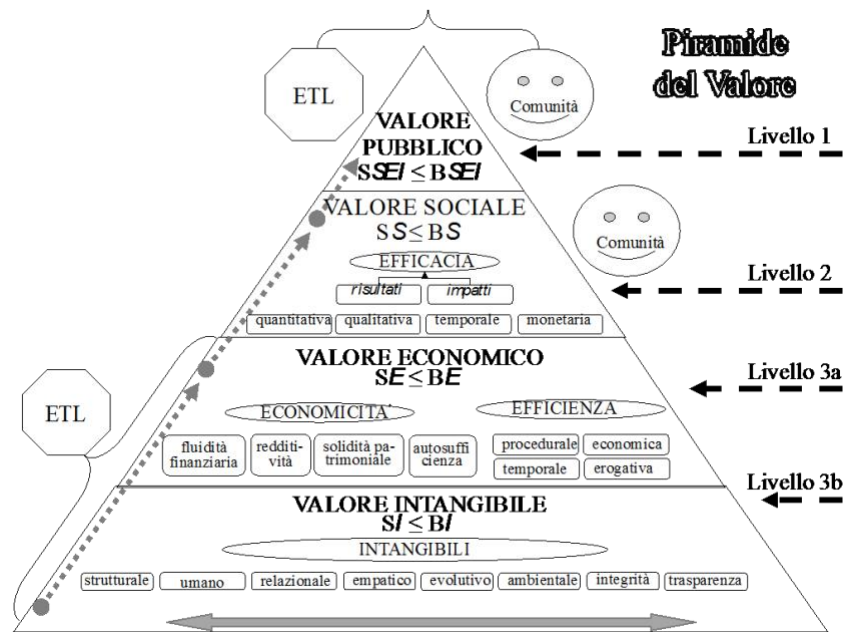 Piramide
del Valore
ETL
Comunità
VALORE
PUBBLICO
SSEI ≤ BSEI
Livello 1
VALORE SOCIALE
SS ≤ BS
Comunità
EFFICACIA
risultati impatti
Livello 2
quantitativa qualitativa temporale monetaria
VALORE ECONOMICO
SE ≤ BE
Livello 3a
ETL
ECONOMICITA' EFFICIENZA
fluidità
finanziaria
redditi-
vità
solidità pa-
trimoniale
autosuffi
cienza
procedurale economica
temporale erogativa
Livello 3b
VALORE INTANGIBILE
SI ≤ BI
INTANGIBILI
strutturale umano relazionale empatico evolutivo ambientale integrità trasparenza